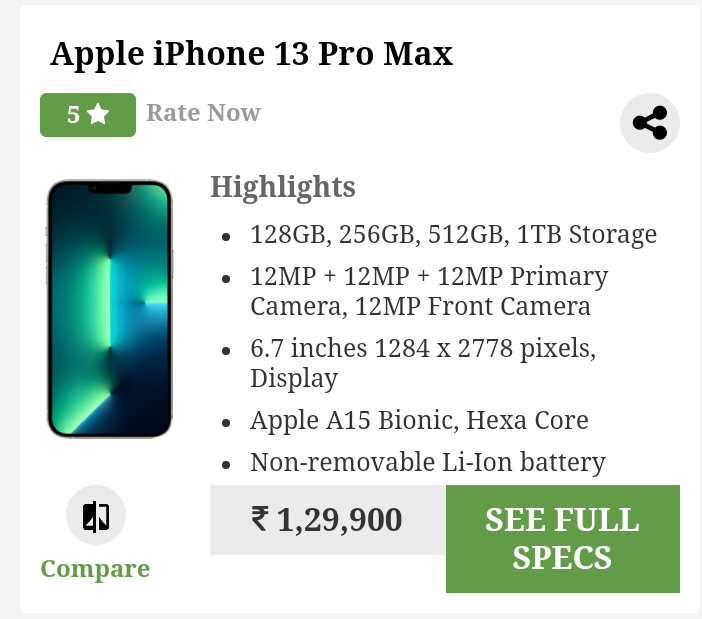 Apple iPhone 13 Pro Max
5
Rate Now
Highlights
128GB, 256GB, 512GB, 1TB Storage
12MP + 12MP + 12MP Primary
Camera, 12MP Front Camera
6.7 inches 1284 x 2778 pixels,
Display
Apple A15 Bionic, Hexa Core
Non-removable Li-Ion battery
Compare
₹ 1,29,900
SEE FULL
SPECS